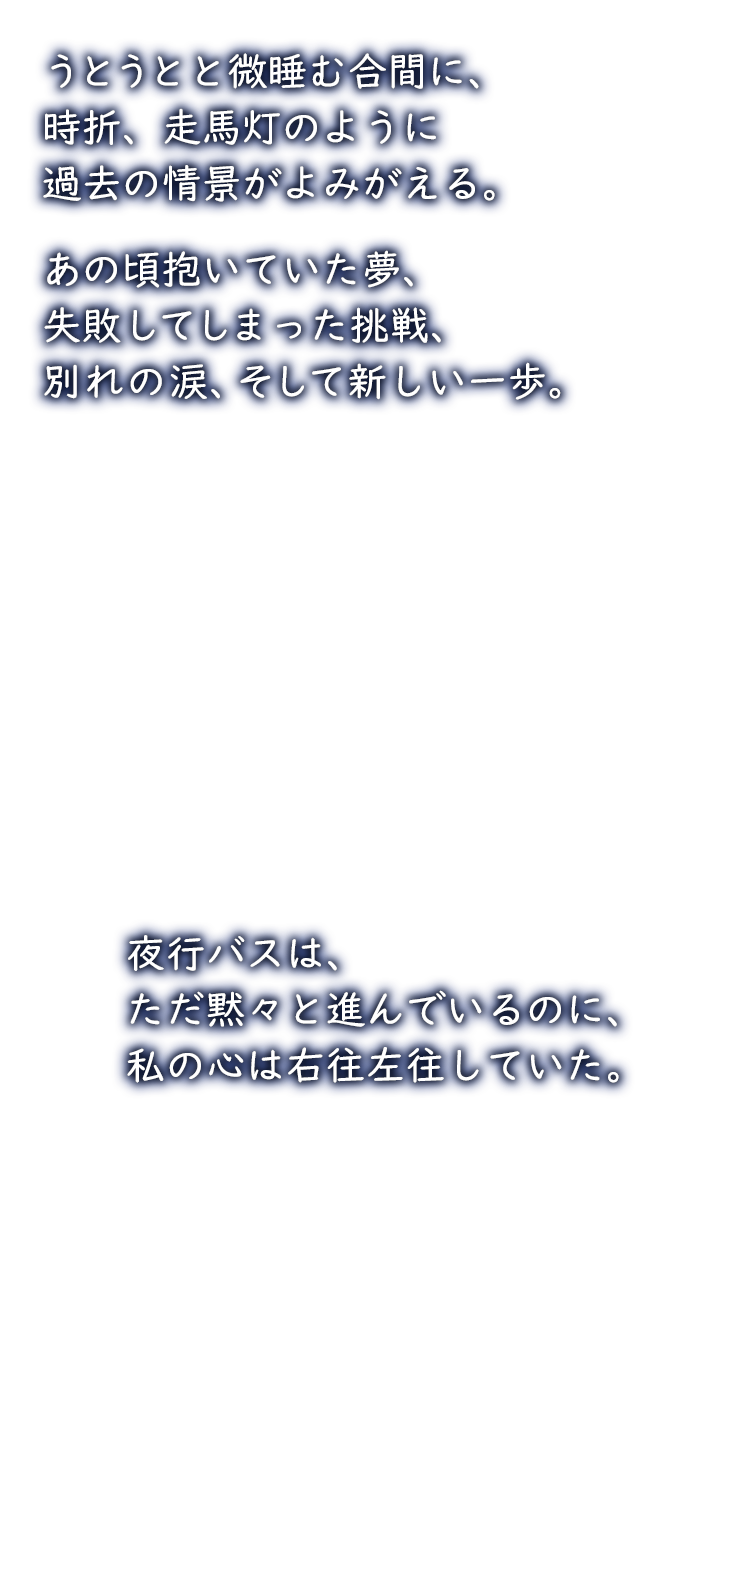 うとうとと微睡む合間に、
時折、走馬灯のように
過去の情景がよみがえる。
あの頃抱いていた夢、
失敗してしまった挑戦、
別れの涙、そして新しい一歩。
夜行バスは、
ただ黙々と進んでいるのに、
私の心は右往左往していた。